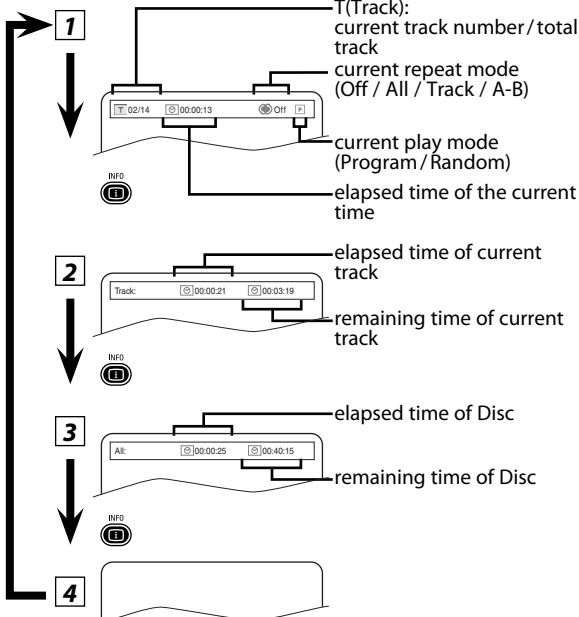 T(Track):
current track number / total
track
current repeat mode
(Off / All / Track / A-B)
1
T 02/14 00:00:13 Off P
current play mode
(Program / Random)
INFO
elapsed time of the current
time
elapsed time of current
track
2
Track: 00:00:21 00:03:19
remaining time of current
track
INFO
elapsed time of Disc
3
All: 00:00:25 00:40:15
remaining time of Disc
INFO
4